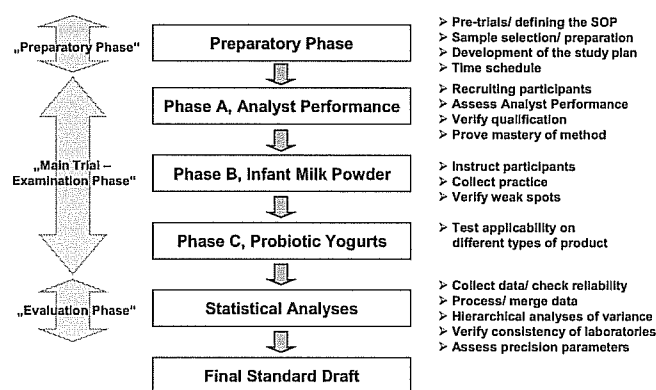 „Preparatory Phase“
Preparatory Phase
➢ Pre-trials/ defining the SOP
➢ Sample selection/ preparation
➢ Development of the study plan
➢ Time schedule
„Main Trial –
Examination Phase“
Phase A, Analyst Performance
➢ Recruiting participants
➢ Assess Analyst Performance
➢ Verify qualification
➢ Prove mastery of method
Phase B, Infant Milk Powder
➢ Instruct participants
➢ Collect practice
➢ Verify weak spots
Phase C, Probiotic Yogurts
➢ Test applicability on
different types of product
„Evaluation Phase“
Statistical Analyses
➢ Collect data/ check reliability
➢ Process/ merge data
➢ Hierarchical analyses of variance
➢ Verify consistency of laboratories
➢ Assess precision parameters
Final Standard Draft